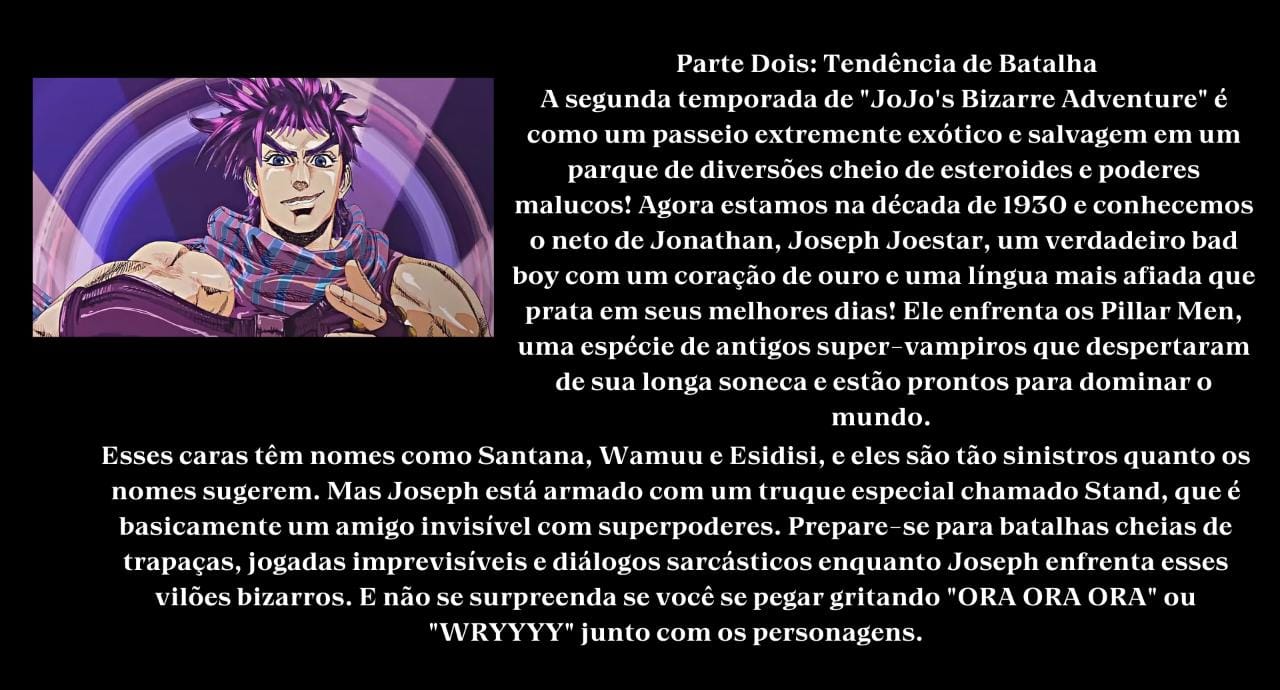 Parte Dois: Tendência de Batalha
A segunda temporada de "JoJo's Bizarre Adventure" é
como um passeio extremente exótico e salvagem em um
parque de diversões cheio de esteroides e poderes
malucos! Agora estamos na década de 1930 e conhecemos
o neto de Jonathan, Joseph Joestar, um verdadeiro bad
boy com um coração de ouro e uma língua mais afiada que
prata em seus melhores dias! Ele enfrenta os Pillar Men,
uma espécie de antigos super-vampiros que despertaram
de sua longa soneca e estão prontos para dominar o
mundo.
Esses caras têm nomes como Santana, Wamuu e Esidisi, e eles são tão sinistros quanto os
nomes sugerem. Mas Joseph está armado com um truque especial chamado Stand, que é
basicamente um amigo invisível com superpoderes. Prepare-se para batalhas cheias de
trapaças, jogadas imprevisíveis e diálogos sarcásticos enquanto Joseph enfrenta esses
vilões bizarros. E não se surpreenda se você se pegar gritando "ORA ORA ORA" ou
"WRYYYY" junto com os personagens.